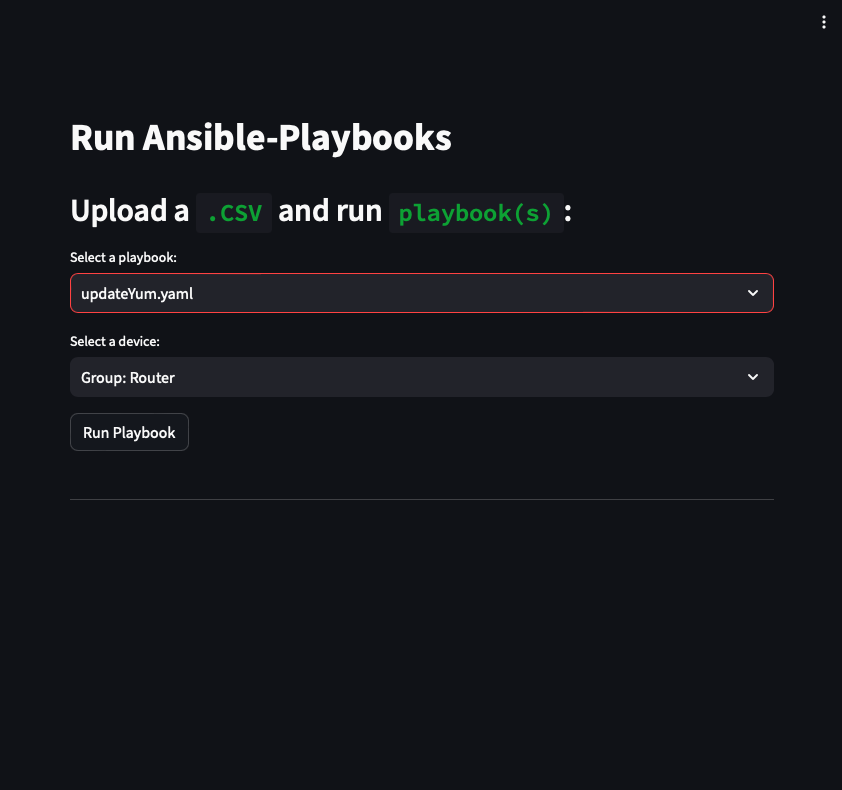 Run Ansible-Playbooks
Upload a .CSV and run playbook(s) :
Select a playbook:
updateYum.yaml
Select a device:
Group: Router
Run Playbook